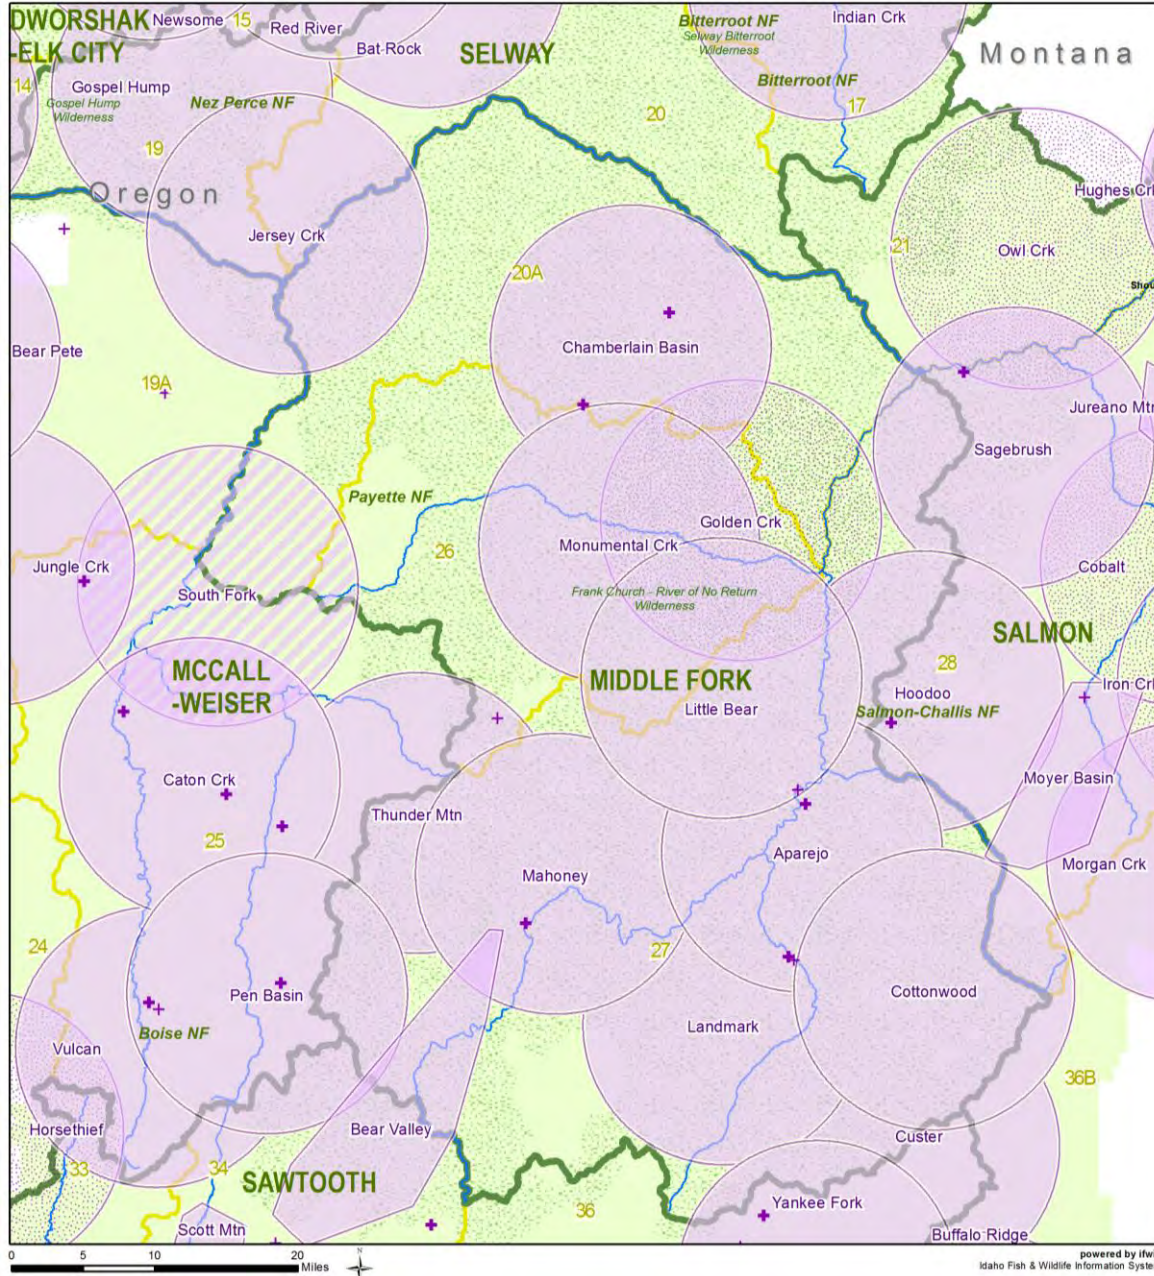 DWORSHAK
-ELK CITY
Newsome
15
Red River
Bat Rock
SELWAY
Bitterroot NF
Selway Bitterroot
Wilderness
Indian Crk
Montana
14
Gospel Hump
Gospel Hump
Wilderness
Nez Perce NF
Bitterroot NF
20
17
19
Oregon
Hughes Crk
Jersey Crk
21
Owl Crk
20A
Shou
Bear Pete
Chamberlain Basin
19A
Jureano Mtn
Sagebrush
Payette NF
Golden Crk
26
Monumental Crk
Jungle Crk
South Fork
Cobalt
Frank Church - River of No Return
Wilderness
SALMON
MCCALL
-WEISER
MIDDLE FORK
28
Iron Crk
Hoodoo
Little Bear
Salmon-Challis NF
Caton Crk
Moyer Basin
Thunder Mtn
25
Aparejo
Morgan Crk
Mahoney
24
27
Pen Basin
Cottonwood
Boise NF
Landmark
Vulcan
36B
Horsethief
Bear Valley
Custer
33
34
SAWTOOTH
36
Yankee Fork
Scott Mtn
Buffalo Ridge
0 5 10 20
Miles
N
powered by ifwi
Idaho Fish & Wildlife Information Syste